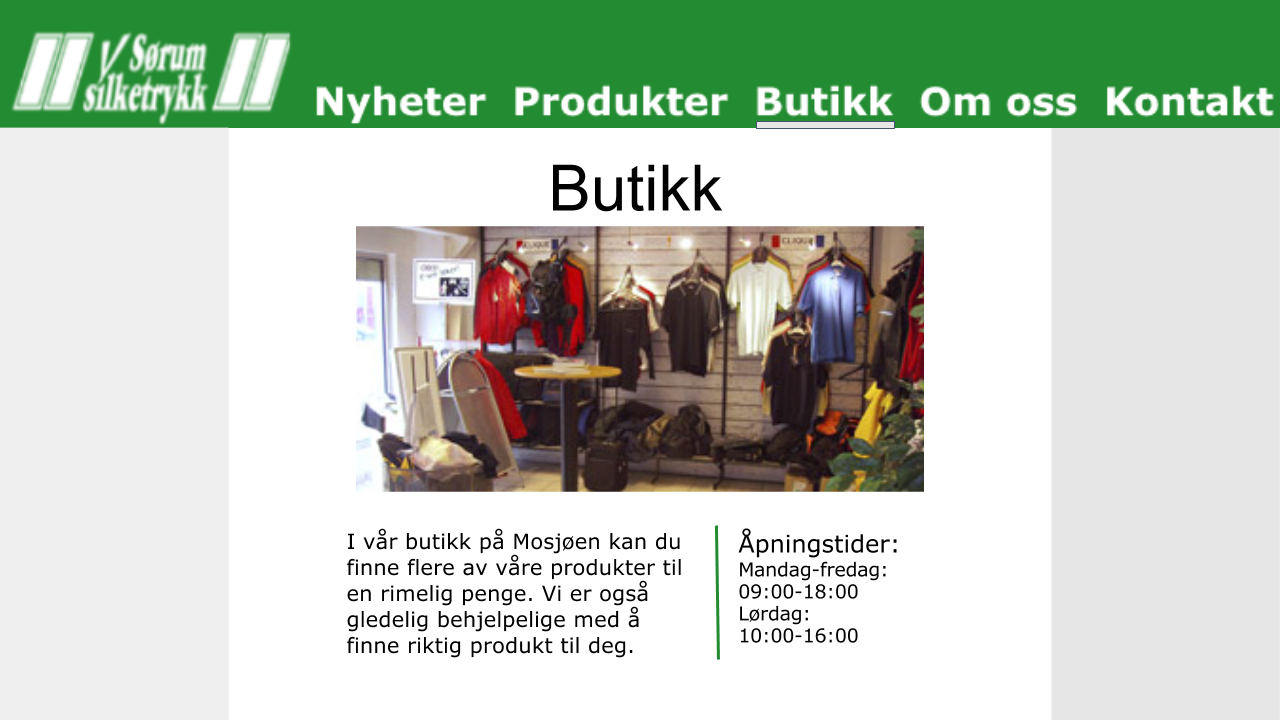 Sørum
silketrykk
Nyheter Produkter Butikk Om oss Kontakt
Butikk
CLIQUE
CLIQUE
I vår butikk på Mosjøen kan du
finne flere av våre produkter til
en rimelig penge. Vi er også
gledelig behjelpelige med å
finne riktig produkt til deg.
Åpningstider:
Mandag-fredag:
09:00-18:00
Lørdag:
10:00-16:00